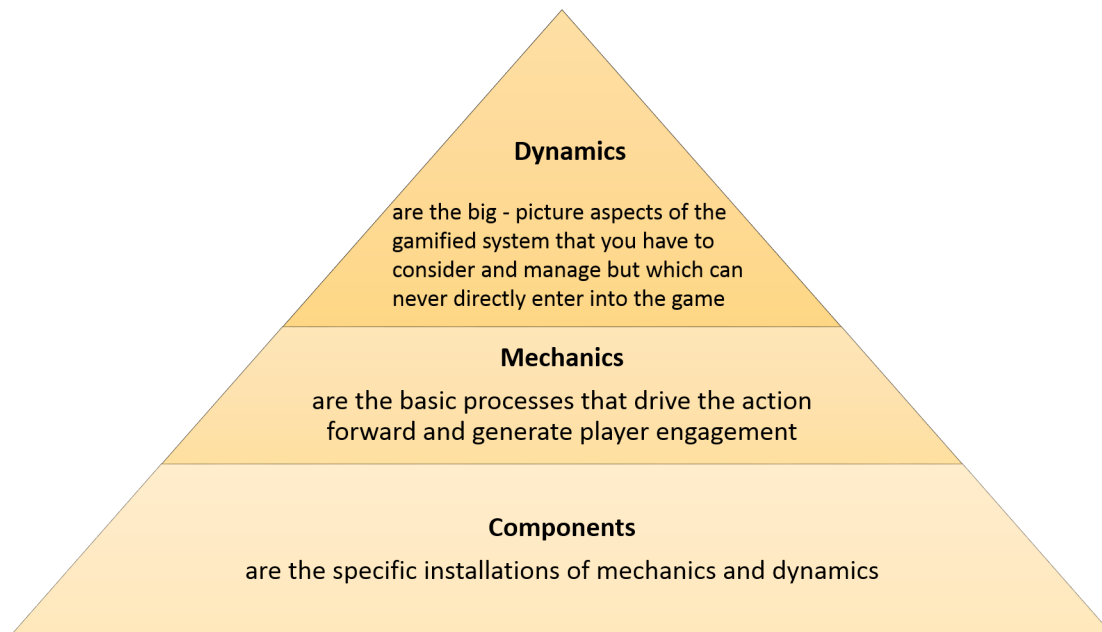 Dynamics
are the big - picture aspects of the
gamified system that you have to
consider and manage but which can
never directly enter into the game
Mechanics
are the basic processes that drive the action
forward and generate player engagement
Components
are the specific installations of mechanics and dynamics